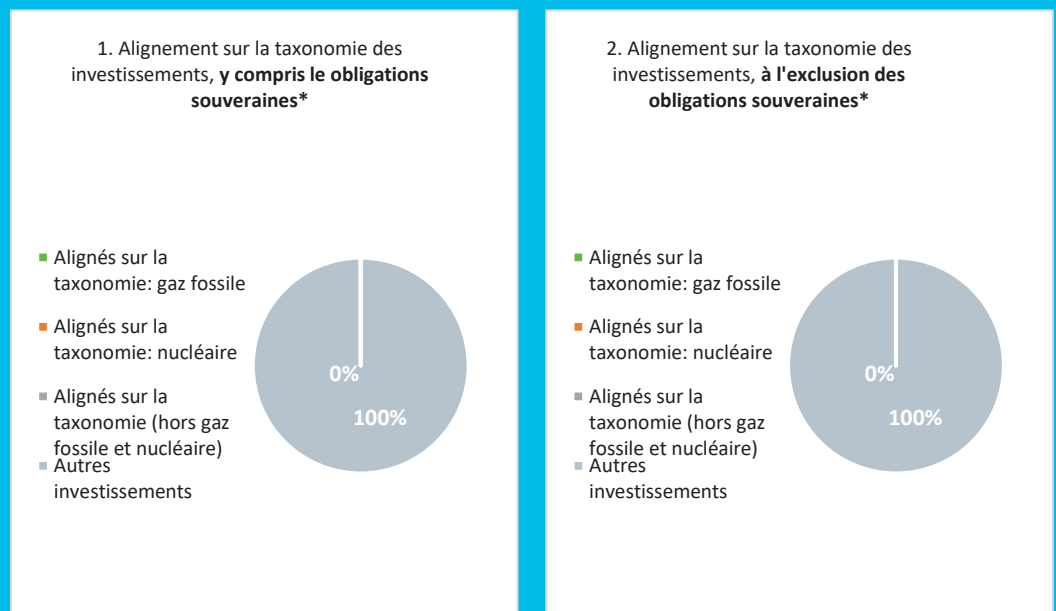 1. Alignement sur la taxonomie des
investissements, y compris le obligations
souveraines*
Alignés sur la
taxonomie: gaz fossile
Alignés sur la
taxonomie: nucléaire
Alignés sur la
taxonomie (hors gaz
fossile et nucléaire)
Autres
investissements
0%
100%
2. Alignement sur la taxonomie des
investissements, à l'exclusion des
obligations souveraines*
Alignés sur la
taxonomie: gaz fossile
Alignés sur la
taxonomie: nucléaire
Alignés sur la
taxonomie (hors gaz
fossile et nucléaire)
Autres
investissements
0%
100%